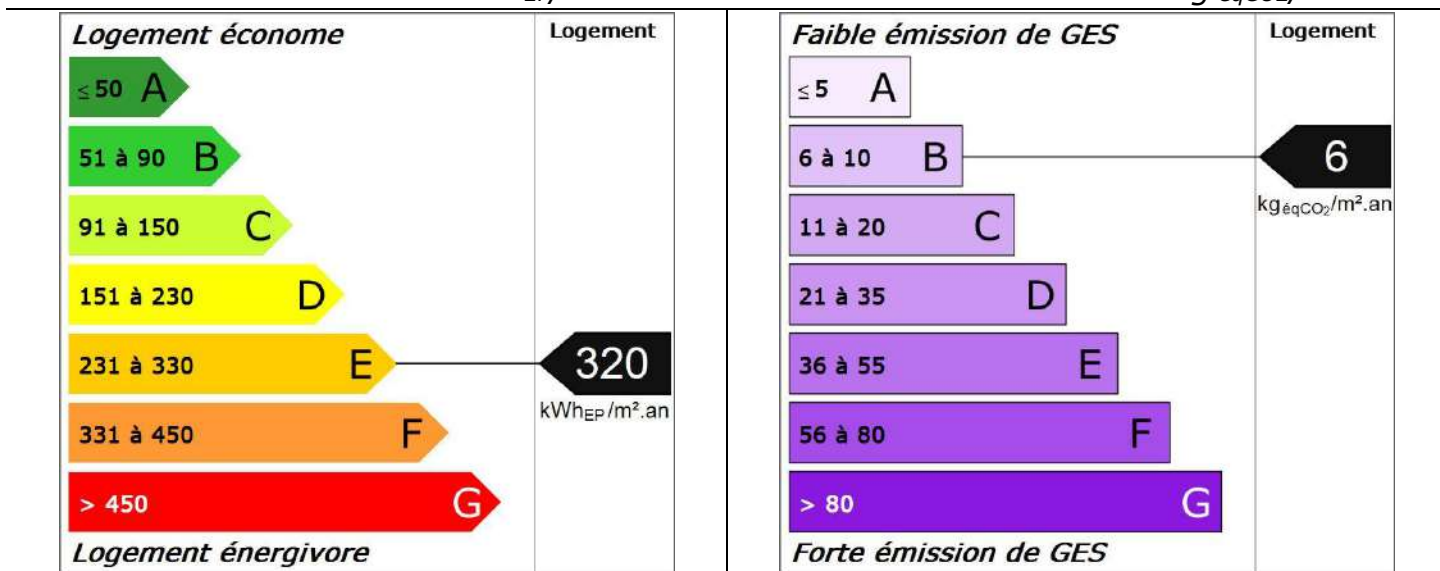 Logement économe
Logement
≤ 50 A
51 à 90 B
91 à 150 C
151 à 230 D
231 à 330 E
320
kWhEP/m².an
331 à 450 F
> 450 G
Logement énergivore
Faible émission de GES
Logement
≤ 5 A
6 à 10 B
6
kgéqCO₂/m².an
11 à 20 C
21 à 35 D
36 à 55 E
56 à 80 F
> 80 G
Forte émission de GES